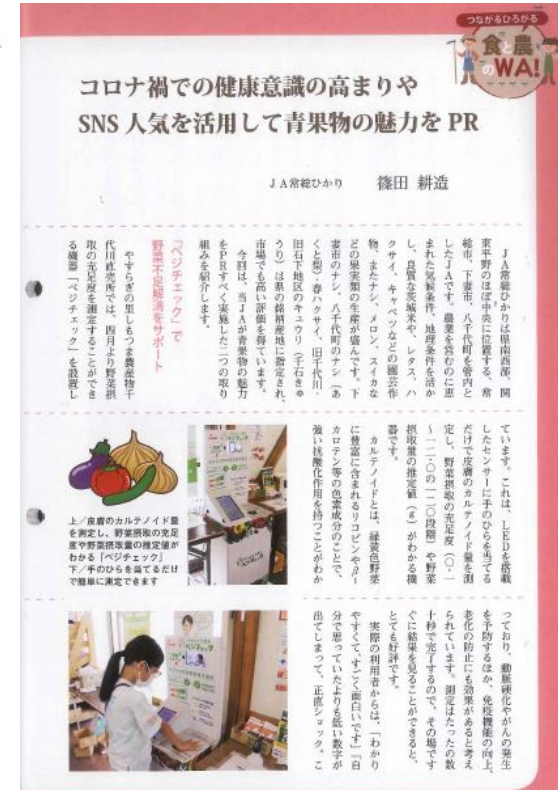 つながるひろがる
食と農
のWA!
コロナ禍での健康意識の高まりや
SNS人気を活用して青果物の魅力をPR
JA常総ひかり 篠田 耕造
JA常総ひかりは県南西部、関
東平野のほぼ中央に位置する、常
総市、下妻市、八千代町を管内と
したJAです。農業を営むのに恵
まれた気候条件、地理条件を活か
し、良質な茨城米や、レタス、ハ
クサイ、キャベツなどの園芸作
物、またナシ、メロン、スイカな
どの果実類の生産が盛んです。下
妻市のナシ、八千代町のナシ（あ
くと梨）、春ハクサイ、旧千代川・
旧石下地区のキュウリ（千石きゅ
うり）は県の銘柄産地に指定され、
市場でも高い評価を得ています。
今回は、当JAが青果物の魅力
をPRすべく実施した二つの取り
組みを紹介します。
「ベジチェック」で
野菜不足解消をサポート
やすらぎの里しもつま農産物千
代川直売所では、四月より野菜摂
取の充足度を測定することができ
る機器「ベジチェック」を設置し
ています。これは、LEDを搭載
したセンサーに手のひらを当てる
だけで皮膚のカルテノイド量を測
定し、野菜摂取の充足度（〇・一
～一二・〇の一二〇段階）や野菜
摂取量の推定値（g）がわかる機
器です。
カルテノイドとは、緑黄色野菜
に豊富に含まれるリコピンやβ－
カロテン等の色素成分のことで、
強い抗酸化作用を持つことがわか
上／皮膚のカルテノイド量
を測定し、野菜摂取の充足
度や野菜摂取量の推定値が
わかる「ベジチェック」
下／手のひらを当てるだけ
で簡単に測定できます
っており、動脈硬化やがんの発生
を予防するほか、免疫機能の向上、
老化の防止にも効果があると考え
られています。測定はたったの数
十秒で完了するので、その場です
ぐに結果を見ることができると、
とても好評です。
実際の利用者からは、「わかり
やすくて、すごく面白いです」「自
分で思っていたよりも低い数字が
出てしまって、正直ショック。こ
ベジチェック